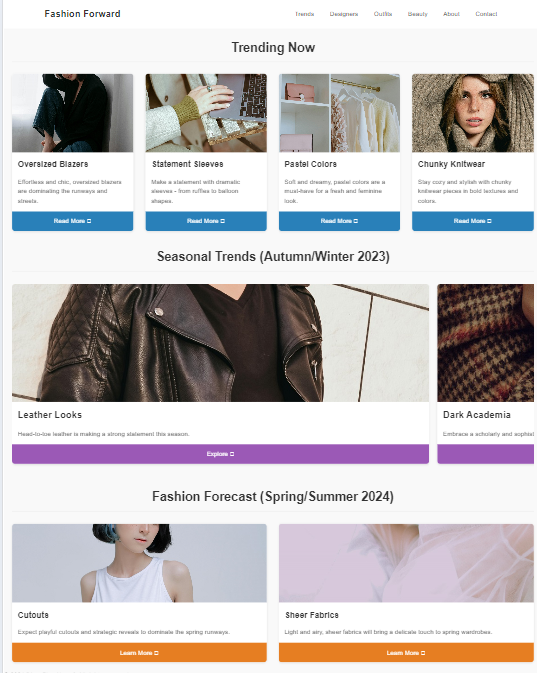 Fashion Forward
Trends Designers Outfits Beauty About Contact
Trending Now
Oversized Blazers
Effortless and chic, oversized blazers
are dominating the runways and
streets.
Read More
Statement Sleeves
Make a statement with dramatic
sleeves - from ruffles to balloon
shapes.
Read More
Pastel Colors
Soft and dreamy, pastel colors are a
must-have for a fresh and feminine
look.
Read More
Chunky Knitwear
Stay cozy and stylish with chunky
knitwear pieces in bold textures and
colors.
Read More
Seasonal Trends (Autumn/Winter 2023)
Leather Looks
Head-to-toe leather is making a strong statement this season.
Explore
Dark Academia
Embrace a scholarly and sophist
Fashion Forecast (Spring/Summer 2024)
Cutouts
Expect playful cutouts and strategic reveals to dominate the spring runways.
Learn More
Sheer Fabrics
Light and airy, sheer fabrics will bring a delicate touch to spring wardrobes.
Learn More